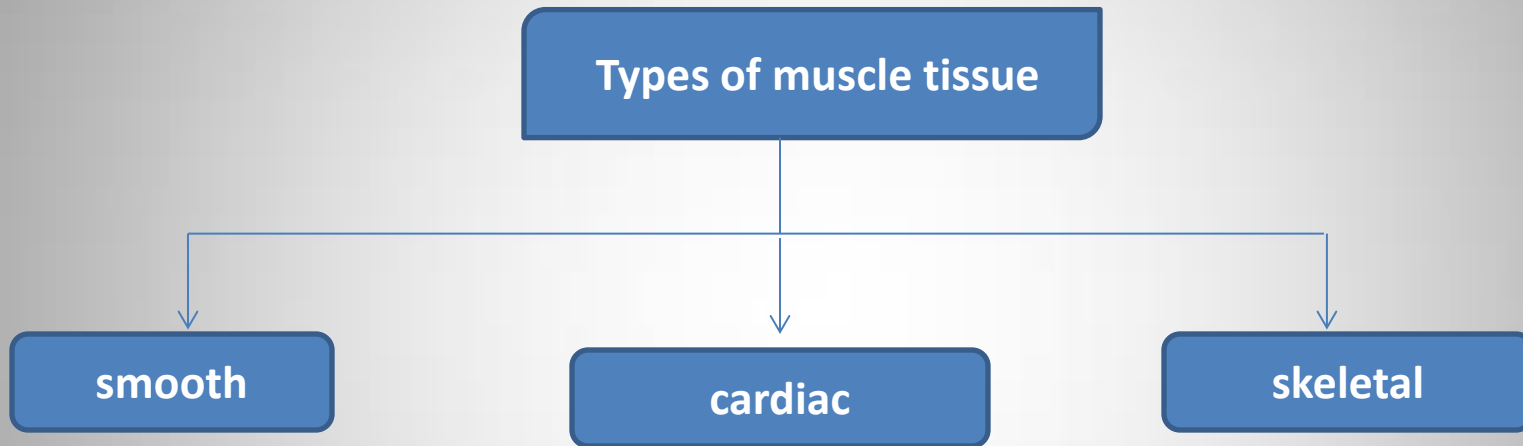 Types of muscle tissue
smooth
cardiac
skeletal